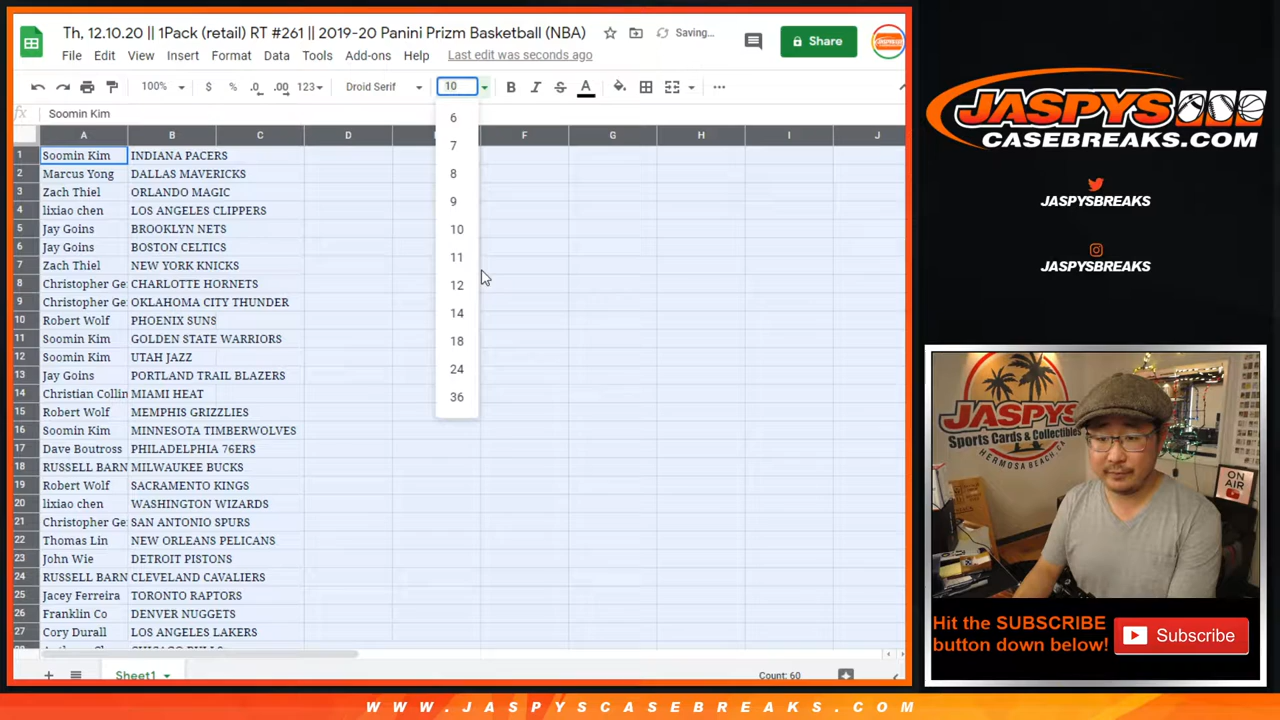 Th, 12.10.20 || 1Pack (retail) RT #261 || 2019-20 Panini Prizm Basketball (NBA)
Saving...
Share
File Edit View Insert Format Data Tools Add-ons Help Last edit was seconds ago
100% $ % .0 .00 123 Droid Serif 10 B I S A
fx Soomin Kim
A B C D F G H I J
1 Soomin Kim INDIANA PACERS
2 Marcus Yong DALLAS MAVERICKS
3 Zach Thiel ORLANDO MAGIC
4 lixiao chen LOS ANGELES CLIPPERS
5 Jay Goins BROOKLYN NETS
6 Jay Goins BOSTON CELTICS
7 Zach Thiel NEW YORK KNICKS
8 Christopher Ge CHARLOTTE HORNETS
9 Christopher Ge OKLAHOMA CITY THUNDER
10 Robert Wolf PHOENIX SUNS
11 Soomin Kim GOLDEN STATE WARRIORS
12 Soomin Kim UTAH JAZZ
13 Jay Goins PORTLAND TRAIL BLAZERS
14 Christian Collin MIAMI HEAT
15 Robert Wolf MEMPHIS GRIZZLIES
16 Soomin Kim MINNESOTA TIMBERWOLVES
17 Dave Boutross PHILADELPHIA 76ERS
18 RUSSELL BARN MILWAUKEE BUCKS
19 Robert Wolf SACRAMENTO KINGS
20 lixiao chen WASHINGTON WIZARDS
21 Christopher Ge SAN ANTONIO SPURS
22 Thomas Lin NEW ORLEANS PELICANS
23 John Wie DETROIT PISTONS
24 RUSSELL BARN CLEVELAND CAVALIERS
25 Jacey Ferreira TORONTO RAPTORS
26 Franklin Co DENVER NUGGETS
27 Cory Durall LOS ANGELES LAKERS
6
7
8
9
10
11
12
14
18
24
36
Sheet1
Count: 60
JASPYS
CASEBREAKS.COM
JASPYSBREAKS
JASPYSBREAKS
JASPYS
Sports Cards & Collectibles
HERMOSA BEACH, CA
ON AIR
Hit the SUBSCRIBE
button down below!
Subscribe
WWW.JASPYSCASEBREAKS.COM